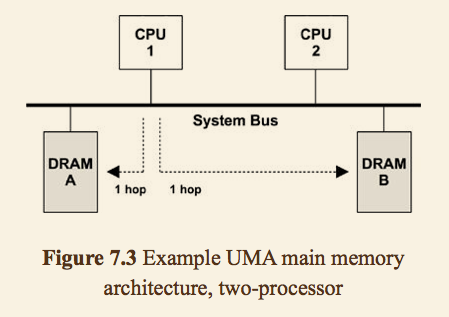 CPU
1
CPU
2
System Bus
DRAM
A
1 hop
1 hop
DRAM
B
Figure 7.3 Example UMA main memory
architecture, two-processor